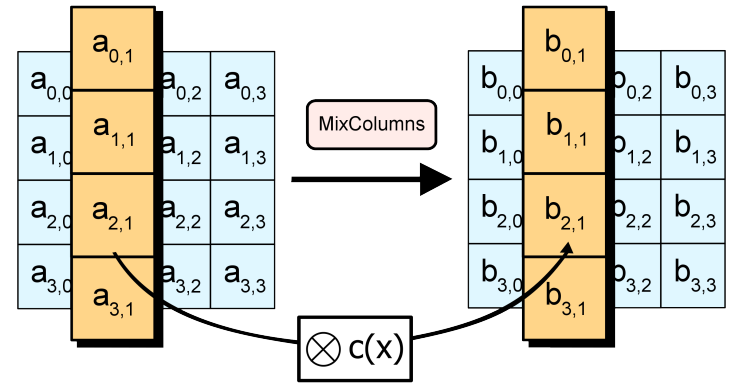 a0,1 b0,1
a0,0 a0,2 a0,3 b0,0 b0,2 b0,3
MixColumns
a1,1 b1,1
a1,0 a1,2 a1,3 b1,0 b1,2 b1,3
a2,1 b2,1
a2,0 a2,2 a2,3 b2,0 b2,2 b2,3
a3,1 b3,1
a3,0 a3,2 a3,3 b3,0 b3,2 b3,3
⊗ c(x)